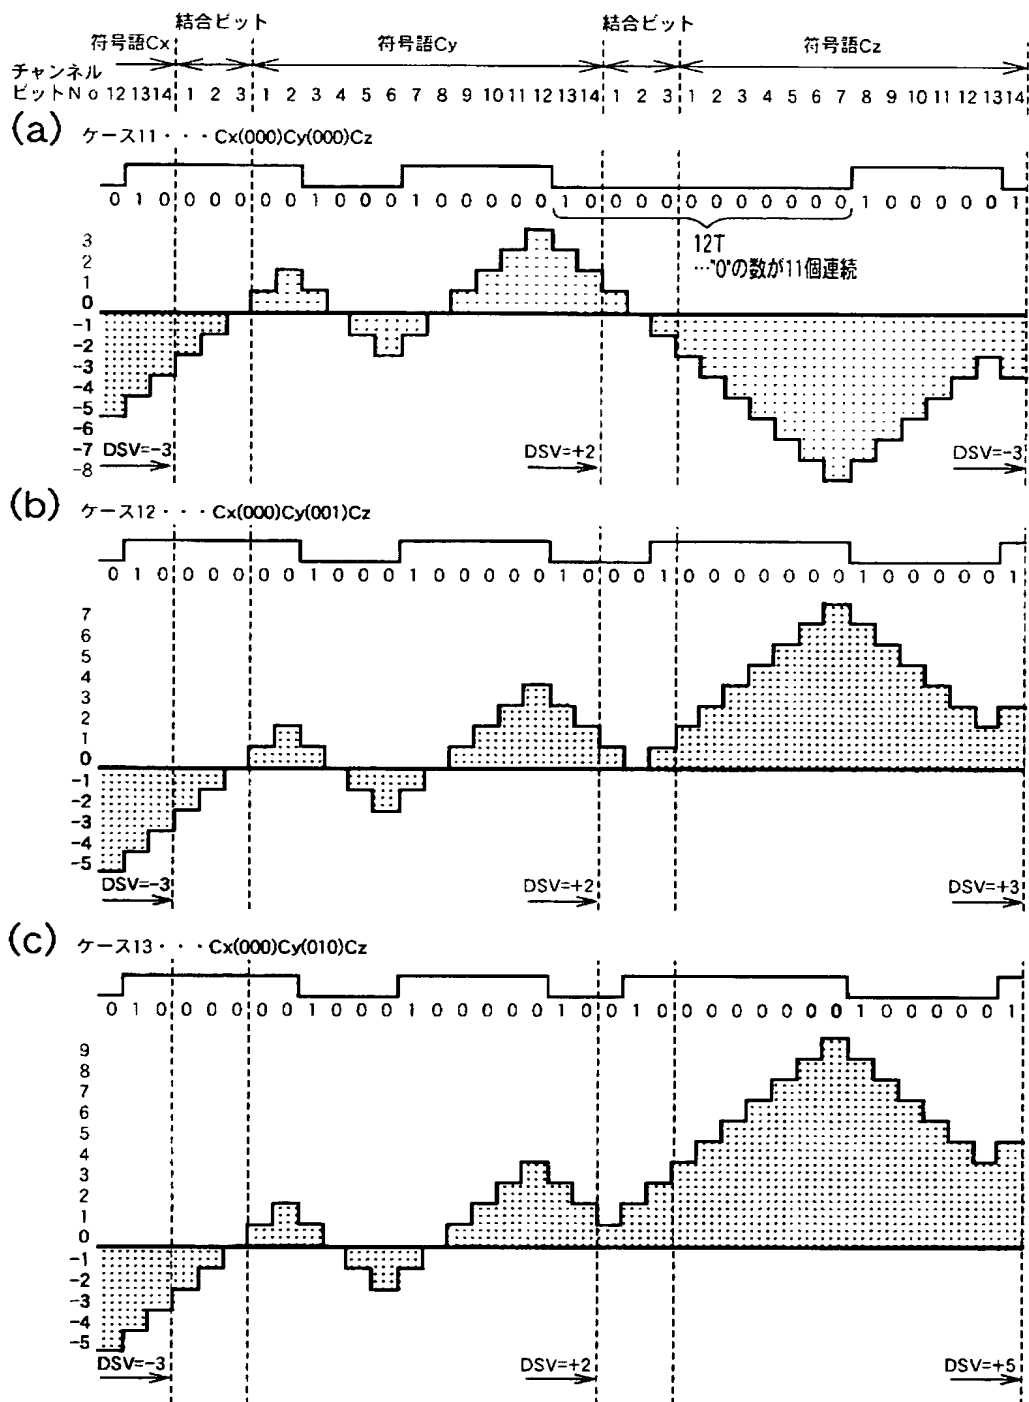 結合ビット 結合ビット
符号語Cx 符号語Cy 符号語Cz
チャンネル
ビットNo 12 13 14 1 2 3 1 2 3 4 5 6 7 8 9 10 11 12 13 14 1 2 3 1 2 3 4 5 6 7 8 9 10 11 12 13 14
(a) ケース11・・・Cx(000)Cy(000)Cz
0 1 0 0 0 0 0 0 1 0 0 0 1 0 0 0 0 0 1 0 0 0 0 0 0 0 0 0 0 0 1 0 0 0 0 0 1
12T
…"0"の数が11個連続
3
2
1
0
-1
-2
-3
-4
-5
-6
-7
-8
DSV=-3 DSV=+2 DSV=-3
(b) ケース12・・・Cx(000)Cy(001)Cz
0 1 0 0 0 0 0 0 1 0 0 0 1 0 0 0 0 0 1 0 0 0 1 0 0 0 0 0 0 0 1 0 0 0 0 0 1
7
6
5
4
3
2
1
0
-1
-2
-3
-4
-5
DSV=-3 DSV=+2 DSV=+3
(c) ケース13・・・Cx(000)Cy(010)Cz
0 1 0 0 0 0 0 0 1 0 0 0 1 0 0 0 0 0 1 0 0 1 0 0 0 0 0 0 0 0 1 0 0 0 0 0 1
9
8
7
6
5
4
3
2
1
0
-1
-2
-3
-4
-5
DSV=-3 DSV=+2 DSV=+5